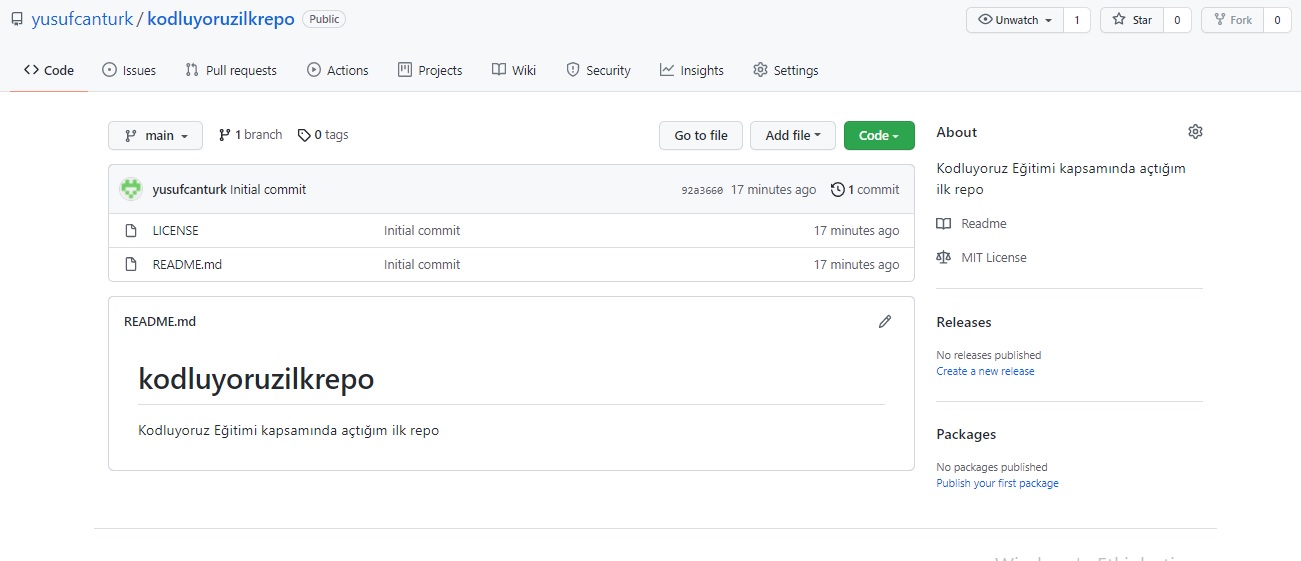 yusufcanturk / kodluyoruzilkrepo Public Unwatch 1 Star 0 Fork 0
Code Issues Pull requests Actions Projects Wiki Security Insights Settings
main 1 branch 0 tags Go to file Add file Code
yusufcanturk Initial commit 92a3660 17 minutes ago 1 commit
LICENSE Initial commit 17 minutes ago
README.md Initial commit 17 minutes ago
README.md
kodluyoruzilkrepo
Kodluyoruz Eğitimi kapsamında açtığım ilk repo
About
Kodluyoruz Eğitimi kapsamında açtığım
ilk repo
Readme
MIT License
Releases
No releases published
Create a new release
Packages
No packages published
Publish your first package